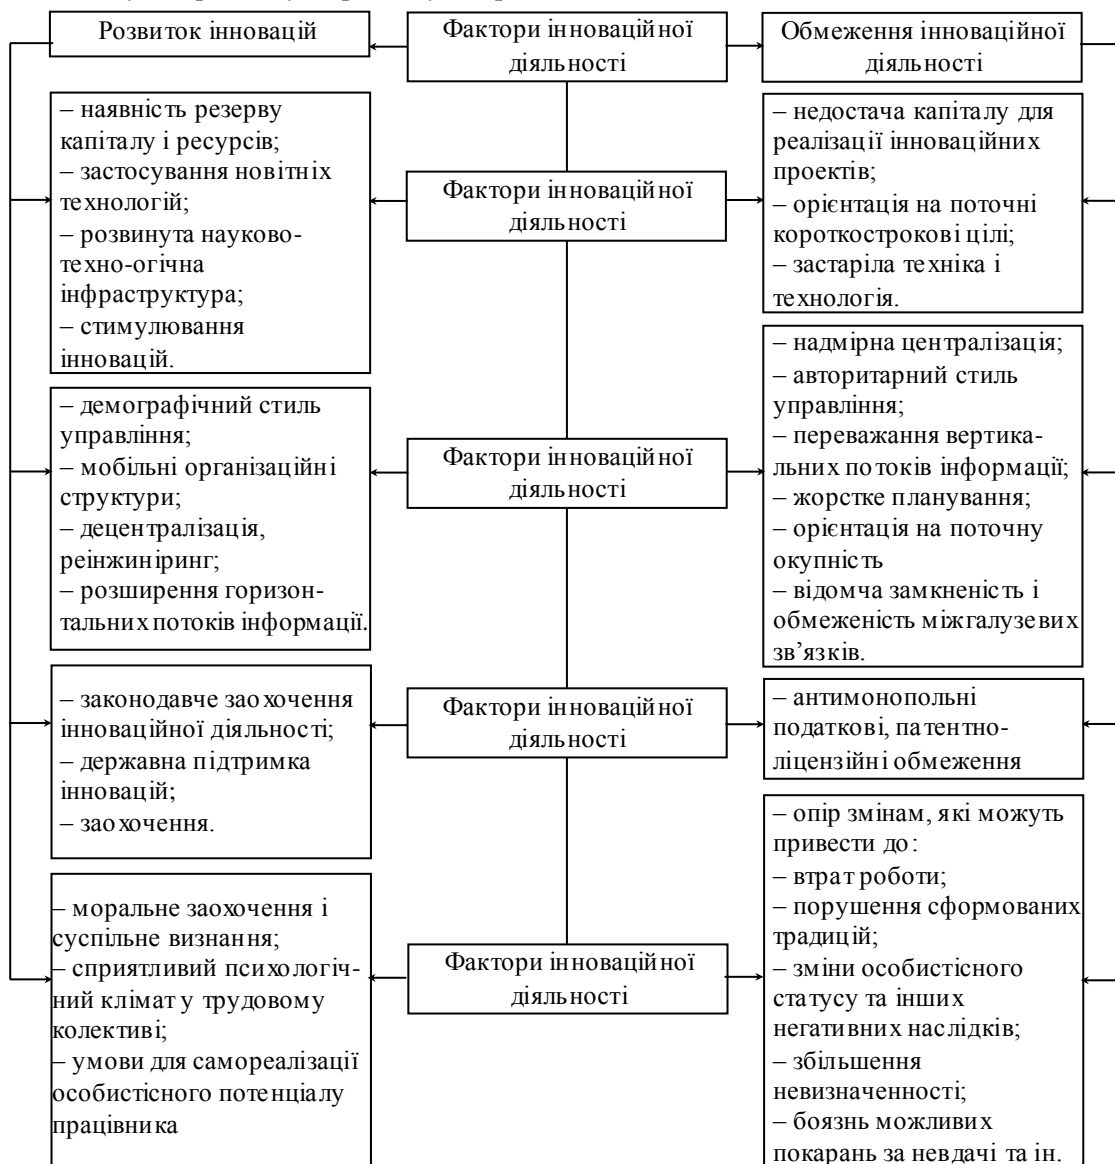 Розвиток інновацій
Фактори інноваційної
діяльності
Обмеження інноваційної
діяльності
– наявність резерву
капіталу і ресурсів;
– застосування новітніх
технологій;
– розвинута науково-
техно-огічна
інфраструктура;
– стимулювання
інновацій.
Фактори інноваційної
діяльності
– недостача капіталу для
реалізації інноваційних
проектів;
– орієнтація на поточні
короткострокові цілі;
– застаріла техніка і
технологія.
– демографічний стиль
управління;
– мобільні організаційні
структури;
– децентралізація,
реінжиніринг;
– розширення горизон-
тальних потоків інформації.
Фактори інноваційної
діяльності
– надмірна централізація;
– авторитарний стиль
управління;
– переважання вертика-
льних потоків інформації;
– жорстке планування;
– орієнтація на поточну
окупність
– відомча замкненість і
обмеженість міжгалузевих
зв’язків.
– законодавче заохочення
інноваційної діяльності;
– державна підтримка
інновацій;
– заохочення.
Фактори інноваційної
діяльності
– антимонопольні
податкові, патентно-
ліцензійні обмеження
– моральне заохочення і
суспільне визнання;
– сприятливий психологіч-
ний клімат у трудовому
колективі;
– умови для самореалізації
особистісного потенціалу
працівника
Фактори інноваційної
діяльності
– опір змінам, які можуть
привести до:
– втрат роботи;
– порушення сформованих
традицій;
– зміни особистісного
статусу та інших
негативних наслідків;
– збільшення
невизначенності;
– боязнь можливих
покарань за невдачі та ін.